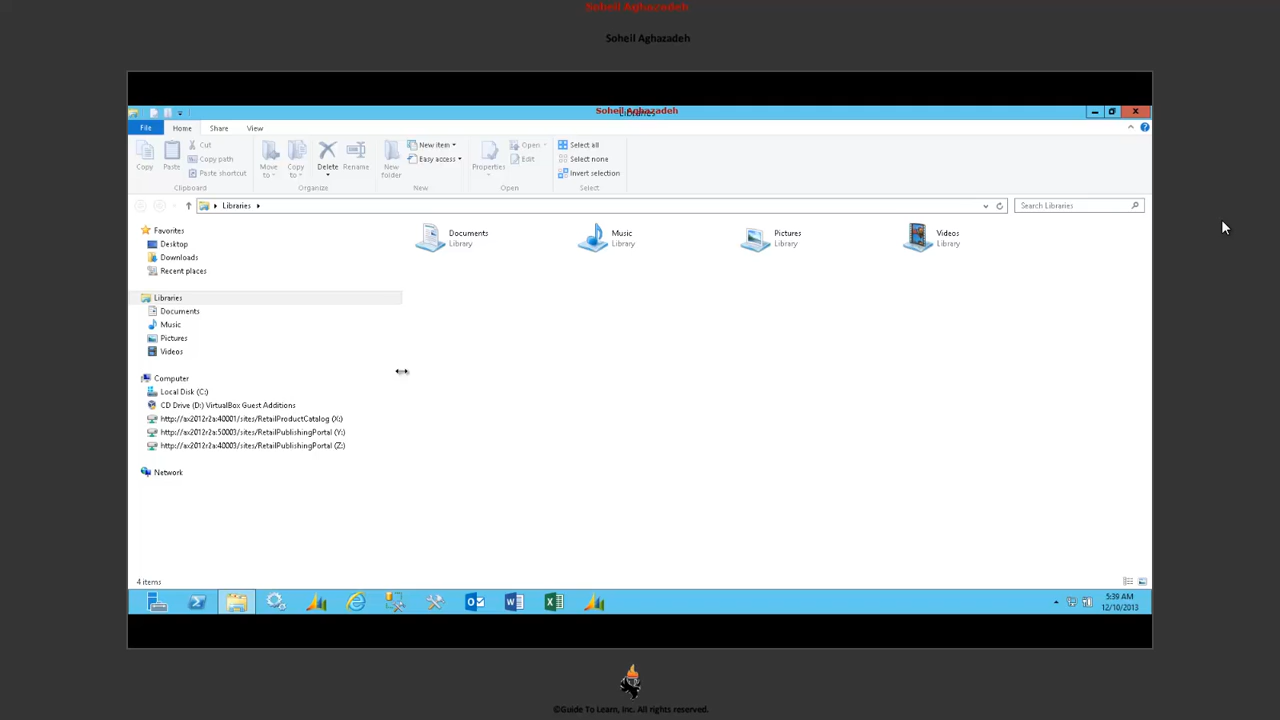 Soheil Aghazadeh
Soheil Aghazadeh
Soheil Aghazadeh
Libraries
File Home Share View
Copy
Paste
Cut
Copy path
Paste shortcut
Clipboard
Move to
Copy to
Delete
Rename
Organize
New folder
New item
Easy access
New
Properties
Open
Edit
Open
Select all
Select none
Invert selection
Select
Libraries
Search Libraries
Favorites
Desktop
Downloads
Recent places
Libraries
Documents
Music
Pictures
Videos
Computer
Local Disk (C:)
CD Drive (D:) VirtualBox Guest Additions
http://ax2012r2a:40001/sites/RetailProductCatalog (X:)
http://ax2012r2a:50003/sites/RetailPublishingPortal (Y:)
http://ax2012r2a:40003/sites/RetailPublishingPortal (Z:)
Network
Documents
Library
Music
Library
Pictures
Library
Videos
Library
4 items
5:39 AM
12/10/2013
©Guide To Learn, Inc. All rights reserved.